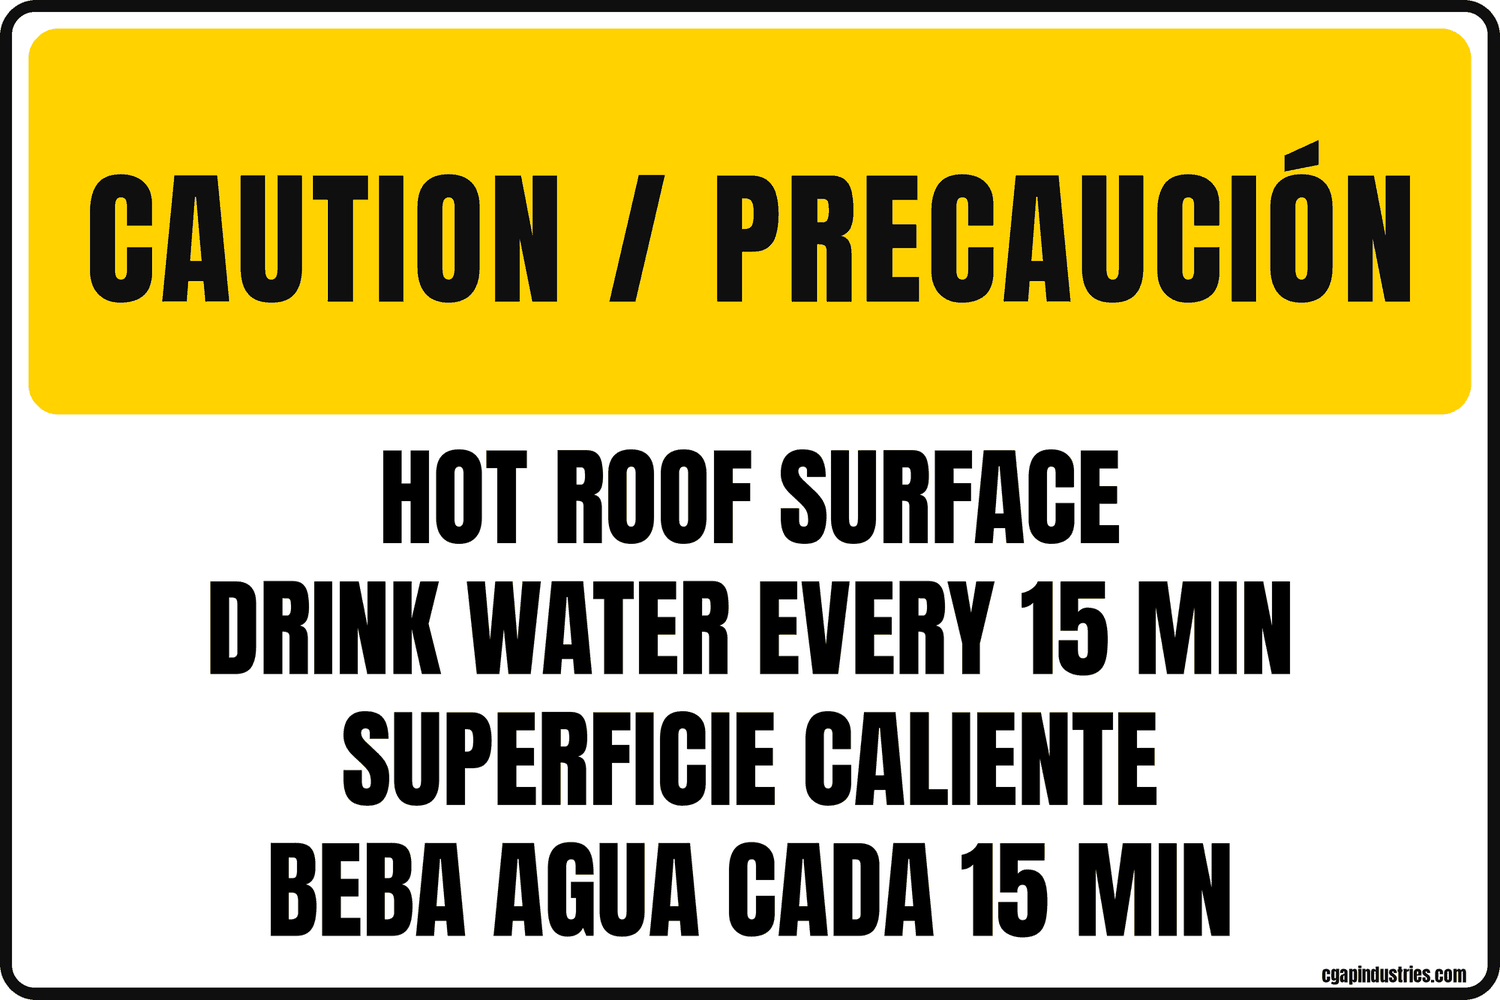 CAUTION / PRECAUCIÓN
HOT ROOF SURFACE
DRINK WATER EVERY 15 MIN
SUPERFICIE CALIENTE
BEBA AGUA CADA 15 MIN
cgapindustries.com